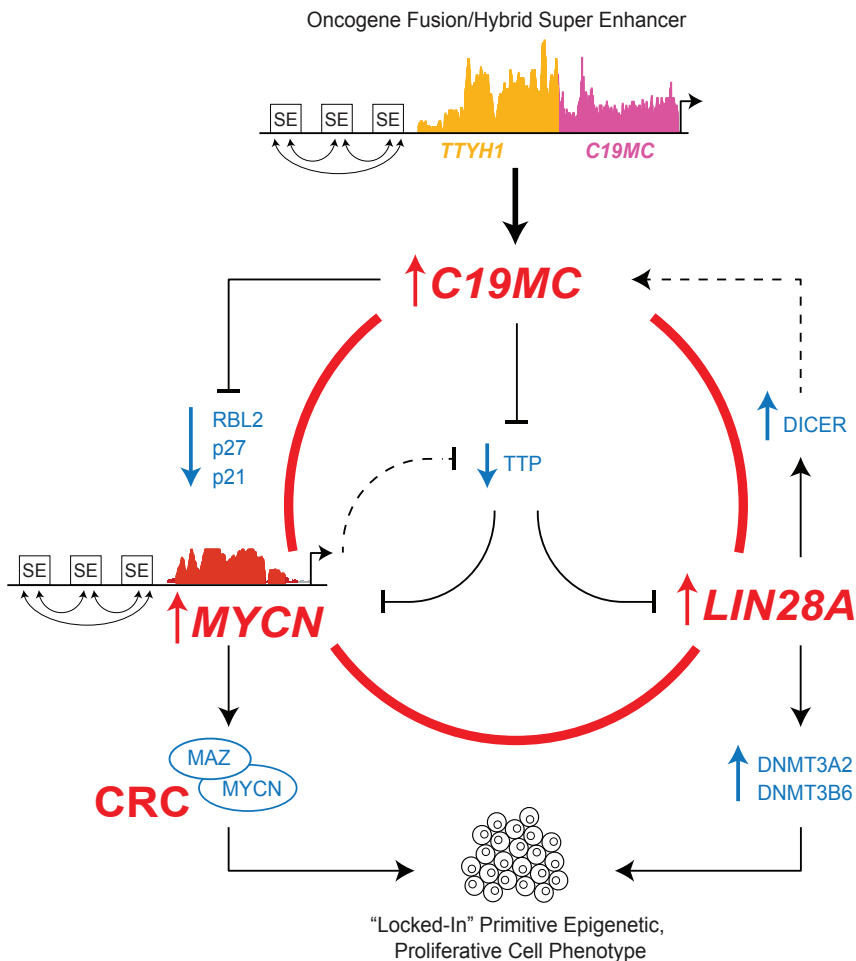 Oncogene Fusion/Hybrid Super Enhancer
SE SE SE
TTYH1 C19MC
C19MC
RBL2
p27
p21
TTP
DICER
SE SE SE
MYCN
LIN28A
MAZ
MYCN
CRC
DNMT3A2
DNMT3B6
“Locked-In” Primitive Epigenetic,
Proliferative Cell Phenotype